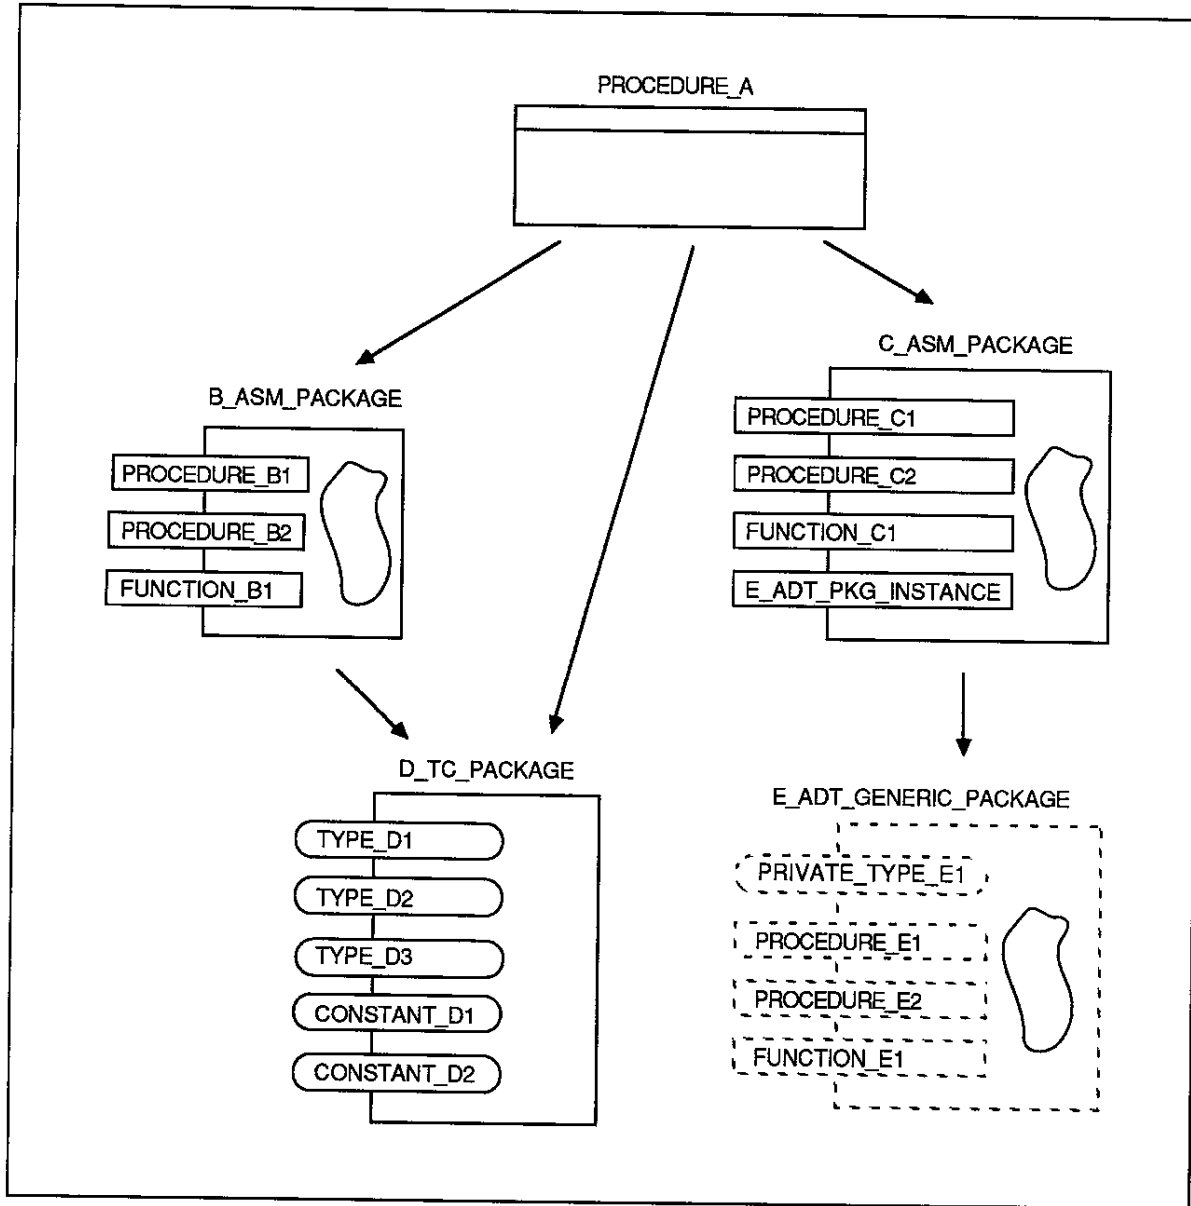 PROCEDURE_A
C_ASM_PACKAGE
PROCEDURE_C1
PROCEDURE_C2
FUNCTION_C1
E_ADT_PKG_INSTANCE
B_ASM_PACKAGE
PROCEDURE_B1
PROCEDURE_B2
FUNCTION_B1
D_TC_PACKAGE
TYPE_D1
TYPE_D2
TYPE_D3
CONSTANT_D1
CONSTANT_D2
E_ADT_GENERIC_PACKAGE
PRIVATE_TYPE_E1
PROCEDURE_E1
PROCEDURE_E2
FUNCTION_E1